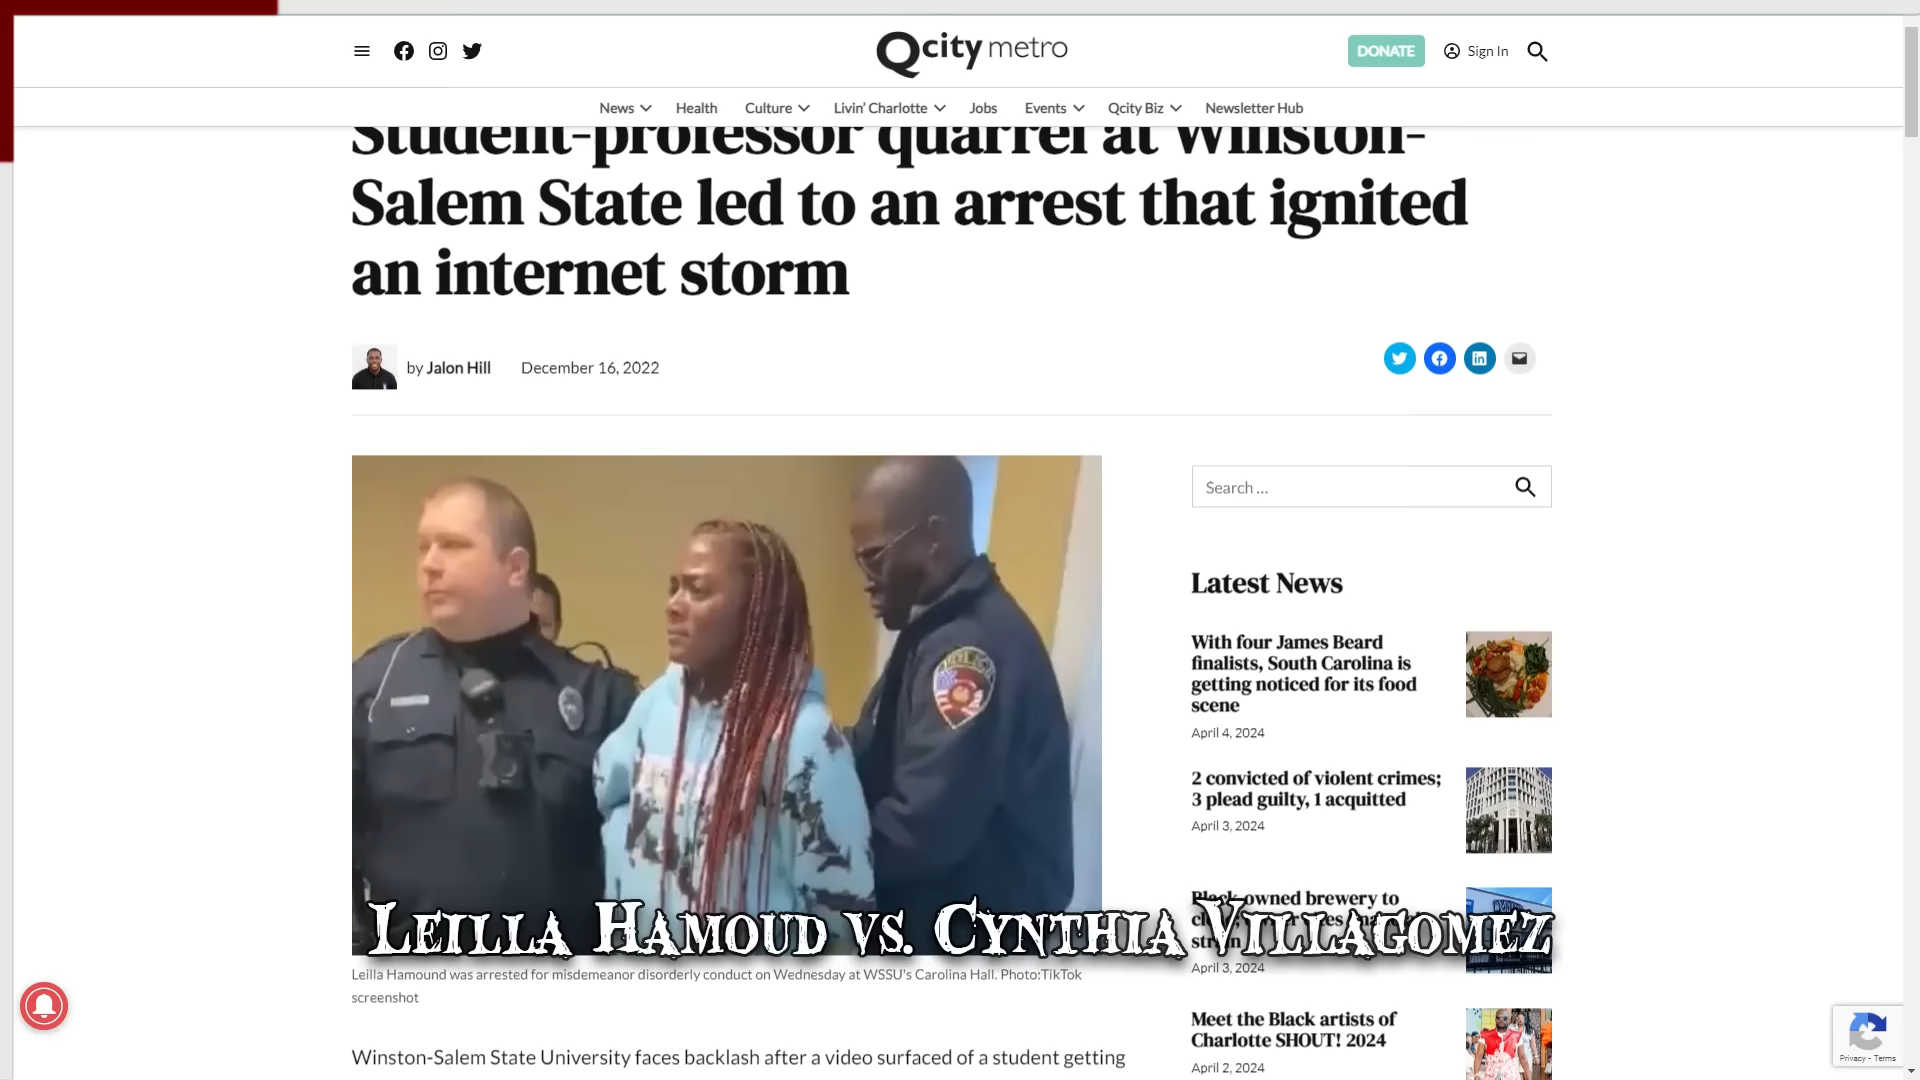 Qcity metro
DONATE
Sign In
News
Health
Culture
Livin' Charlotte
Jobs
Events
Qcity Biz
Newsletter Hub
Student-professor quarrel at Winston-
Salem State led to an arrest that ignited
an internet storm
by Jalon Hill
December 16, 2022
Search ...
Latest News
With four James Beard
finalists, South Carolina is
getting noticed for its food
scene
April 4, 2024
2 convicted of violent crimes;
3 plead guilty, 1 acquitted
April 3, 2024
Black-owned brewery to
April 3, 2024
Meet the Black artists of
Charlotte SHOUT! 2024
April 2, 2024
Leilla Hamoud vs. Cynthia Villagomez
Leilla Hamound was arrested for misdemeanor disorderly conduct on Wednesday at WSSU's Carolina Hall. Photo:TikTok
screenshot
Winston-Salem State University faces backlash after a video surfaced of a student getting
Privacy - Terms